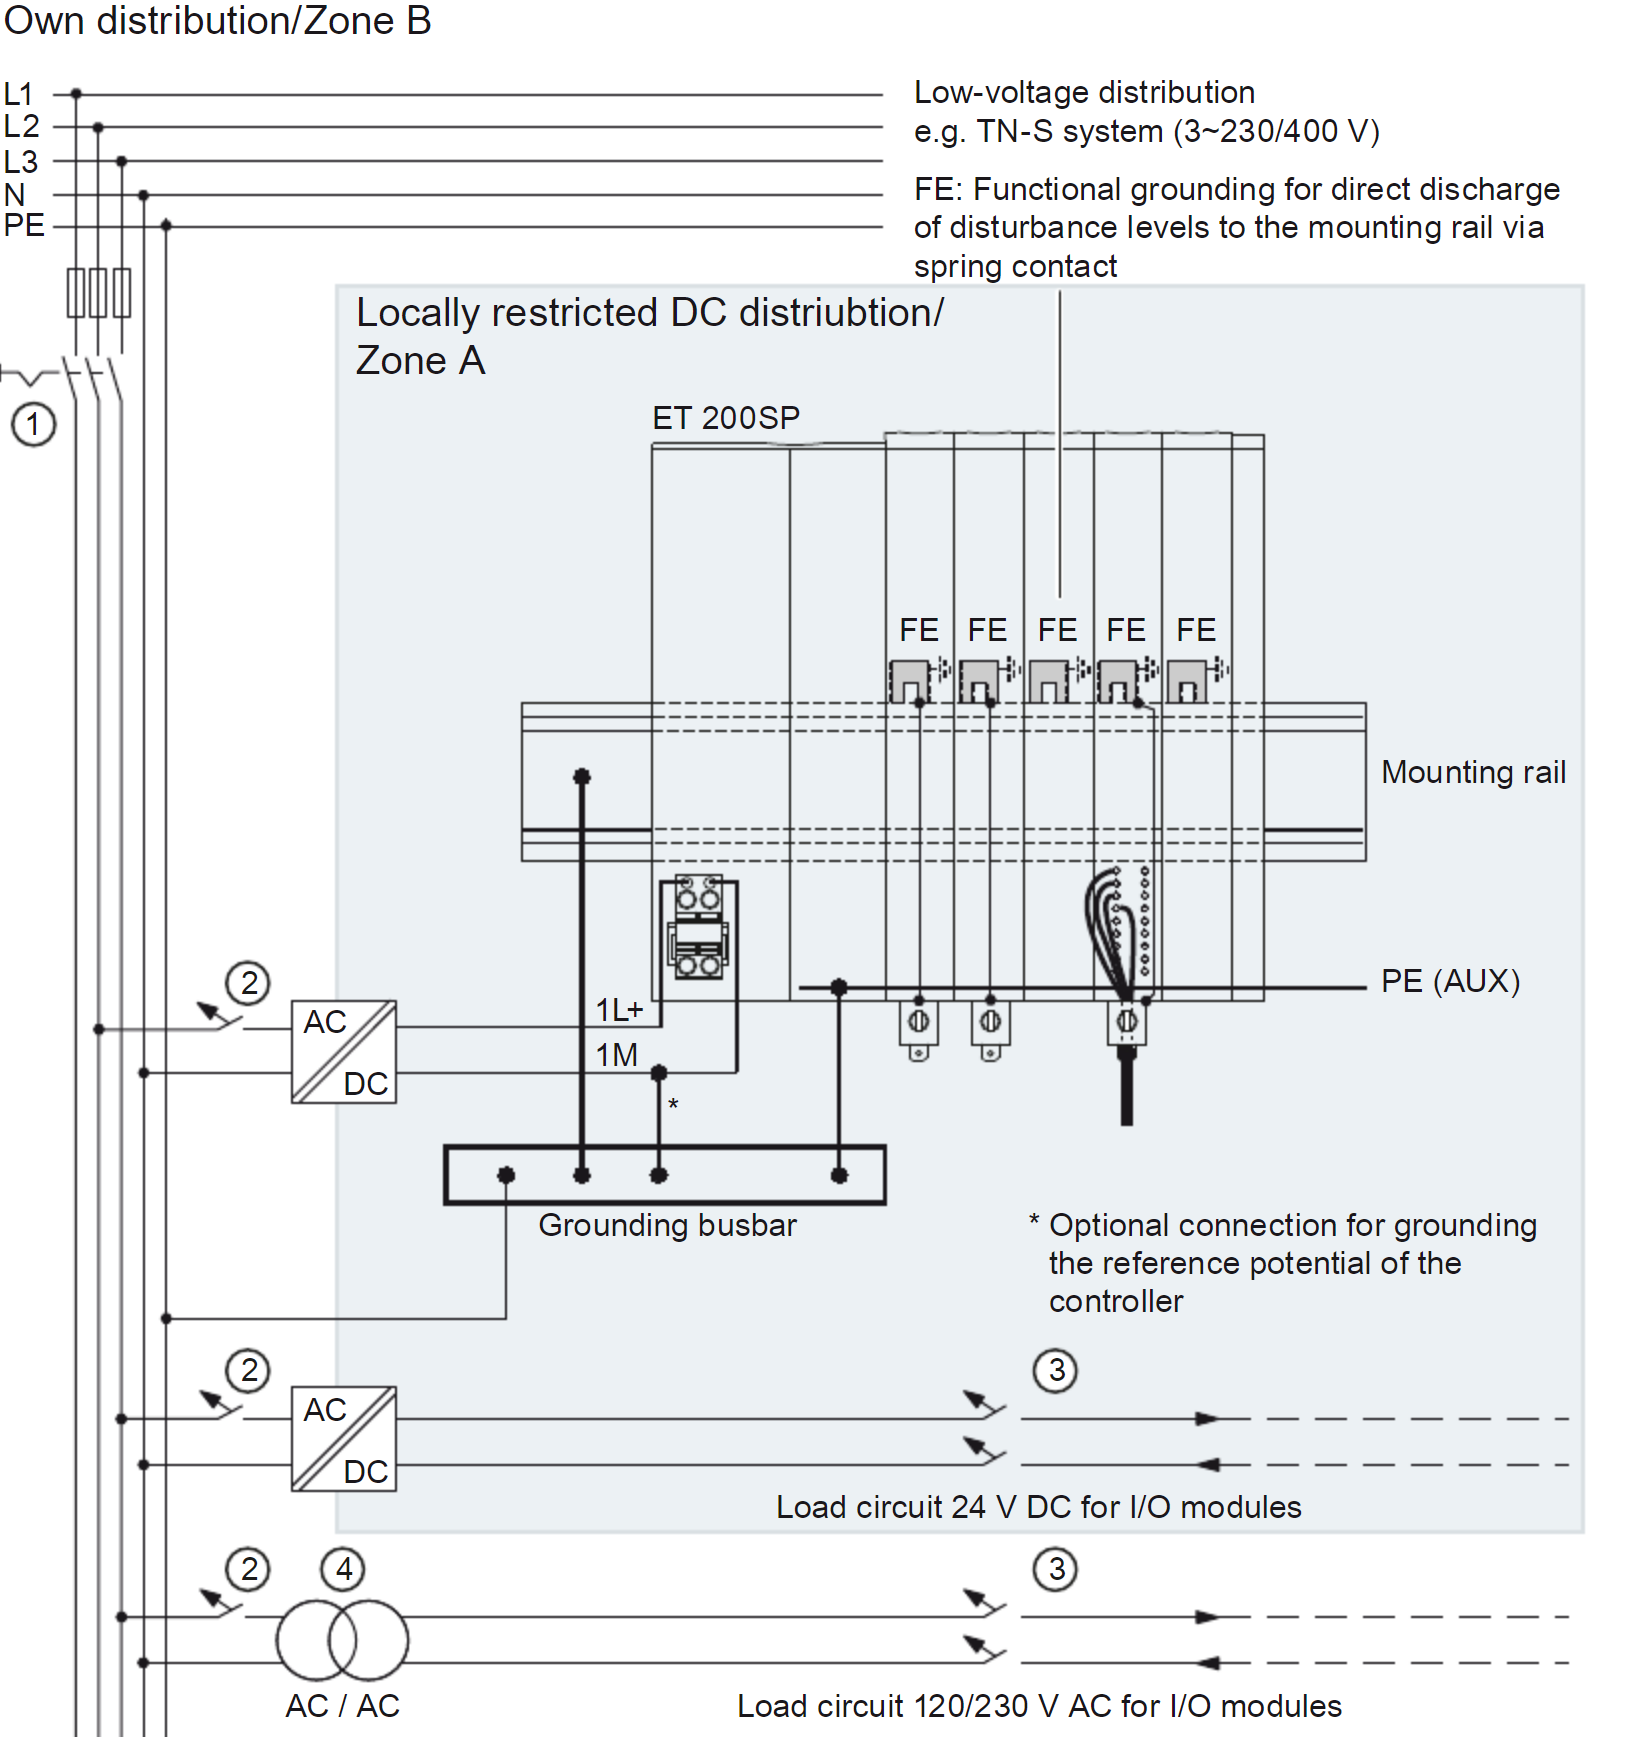 Own distribution/Zone B
L1
L2
L3
N
PE
Low-voltage distribution
e.g. TN-S system (3~230/400 V)
FE: Functional grounding for direct discharge
of disturbance levels to the mounting rail via
spring contact
Locally restricted DC distriubtion/
Zone A
1
ET 200SP
FE FE FE FE FE
Mounting rail
2
AC
DC
1L+
1M
*
PE (AUX)
Grounding busbar
* Optional connection for grounding
the reference potential of the
controller
2
AC
DC
3
Load circuit 24 V DC for I/O modules
2
4
3
AC / AC
Load circuit 120/230 V AC for I/O modules